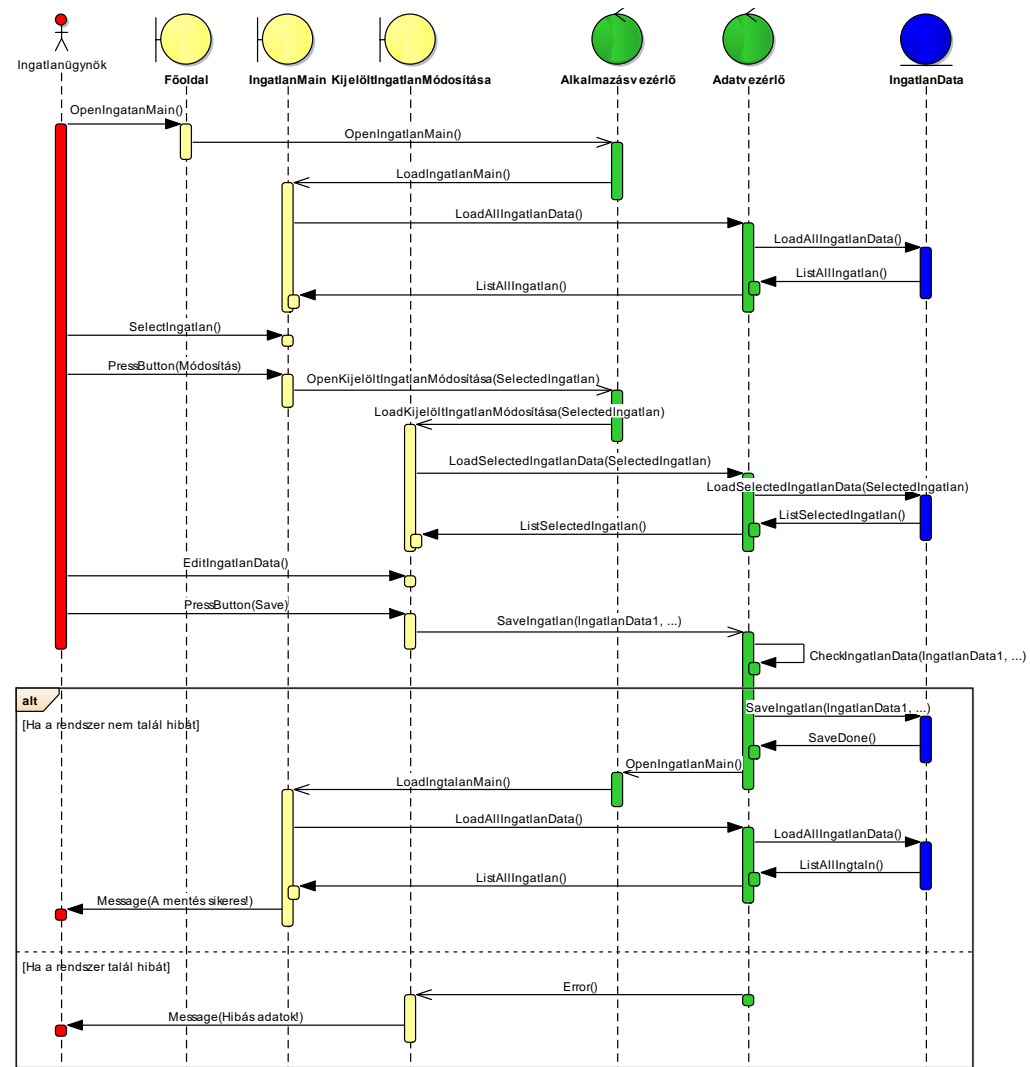 Ingatlanügynök
Főoldal
IngatlanMain
KijelöltIngatlanMódosítása
Alkalmazásvezérlő
Adatvezérlő
IngatlanData
OpenIngatanMain()
OpenIngatlanMain()
LoadIngatlanMain()
LoadAllIngatlanData()
LoadAllIngatlanData()
ListAllIngatlan()
ListAllIngatlan()
SelectIngatlan()
PressButton(Módosítás)
OpenKijelöltIngatlanMódosítása(SelectedIngatlan)
LoadKijelöltIngatlanMódosítása(SelectedIngatlan)
LoadSelectedIngatlanData(SelectedIngatlan)
LoadSelectedIngatlanData(SelectedIngatlan)
ListSelectedIngatlan()
ListSelectedIngatlan()
EditIngatlanData()
PressButton(Save)
SaveIngatlan(IngatlanData1, ...)
CheckIngatlanData(IngatlanData1, ...)
alt
[Ha a rendszer nem talál hibát]
SaveIngatlan(IngatlanData1, ...)
SaveDone()
OpenIngatlanMain()
LoadIngtalanMain()
LoadAllIngatlanData()
LoadAllIngatlanData()
ListAllIngtaln()
ListAllIngatlan()
Message(A mentés sikeres!)
[Ha a rendszer talál hibát]
Error()
Message(Hibás adatok!)